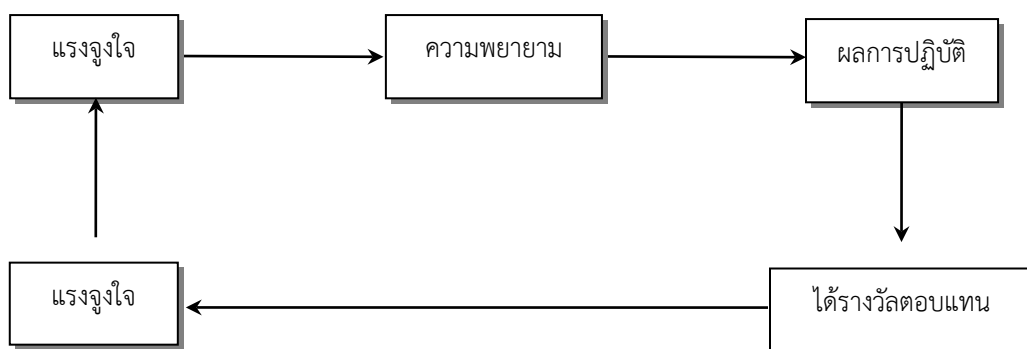 แรงจูงใจ
ความพยายาม
ผลการปฏิบัติ
แรงจูงใจ
ได้รางวัลตอบแทน